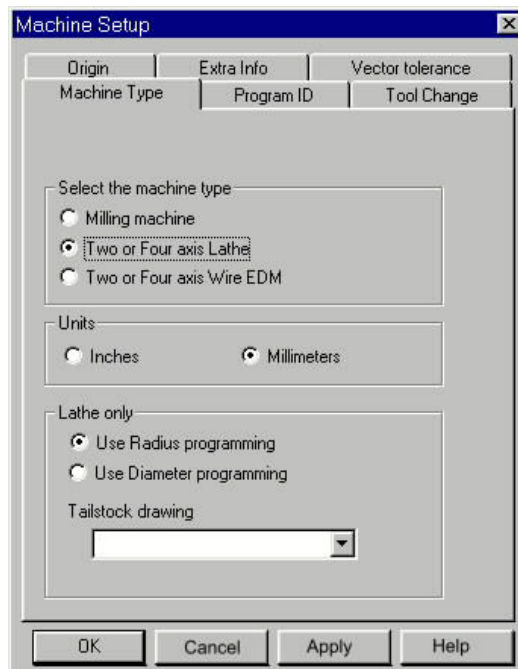 Machine Setup
Origin Extra Info Vector tolerance
Machine Type Program ID Tool Change
Select the machine type
Milling machine
Two or Four axis Lathe
Two or Four axis Wire EDM
Units
Inches Millimeters
Lathe only
Use Radius programming
Use Diameter programming
Tailstock drawing
OK Cancel Apply Help